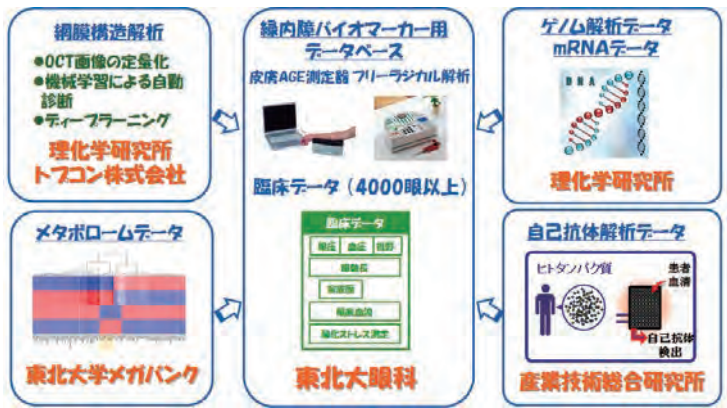 網膜構造解析
●OCT画像の定量化
●機械学習による自動
診断
●ディープラーニング
理化学研究所
トプコン株式会社
メタボロームデータ
東北大学メガバンク
緑内障バイオマーカー用
データベース
皮膚AGE測定器 フリーラジカル解析
臨床データ(4000眼以上)
臨床データ
眼圧 血圧 視野
眼軸長
眼底血流
酸化ストレス測定
東北大眼科
ゲノム解析データ
mRNAデータ
DNA
理化学研究所
自己抗体解析データ
ヒトタンパク質
患者
血清
自己抗体
検出
産業技術総合研究所